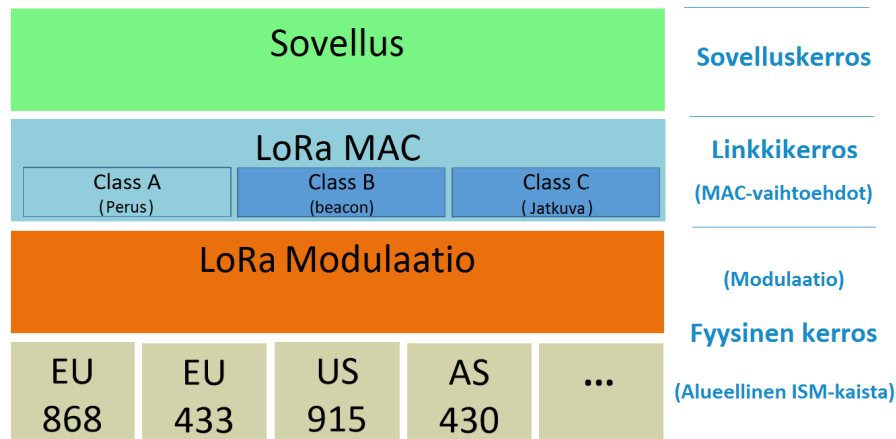 Sovellus
Sovelluskerros
LoRa MAC
Class A
(Perus)
Class B
(beacon)
Class C
( Jatkuva )
Linkkikerros
(MAC-vaihtoehdot)
LoRa Modulaatio
(Modulaatio)
Fyysinen kerros
(Alueellinen ISM-kaista)
EU
868
EU
433
US
915
AS
430
...